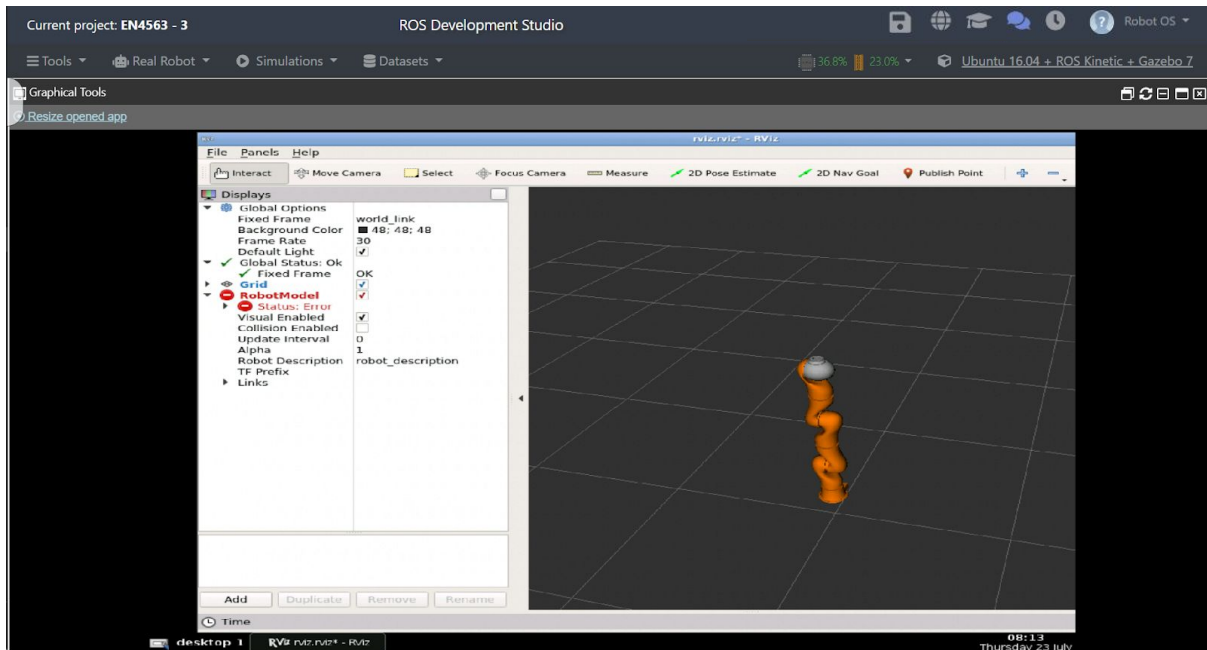 Current project: EN4563 - 3 ROS Development Studio Robot OS
Tools Real Robot Simulations Datasets 36.8% 23.0% Ubuntu 16.04 + ROS Kinetic + Gazebo 7
Graphical Tools
Resize opened app
rviz.rviz* - RViz
File Panels Help
Interact Move Camera Select Focus Camera Measure 2D Pose Estimate 2D Nav Goal Publish Point
Displays
Global Options
Fixed Frame world_link
Background Color 48; 48; 48
Frame Rate 30
Default Light
Global Status: Ok
Fixed Frame OK
Grid
RobotModel
Status: Error
Visual Enabled
Collision Enabled
Update Interval 0
Alpha 1
Robot Description robot_description
TF Prefix
Links
Add Duplicate Remove Rename
Time
desktop 1 RViz rviz.rviz* - RViz 08:13
Thursday 23 July